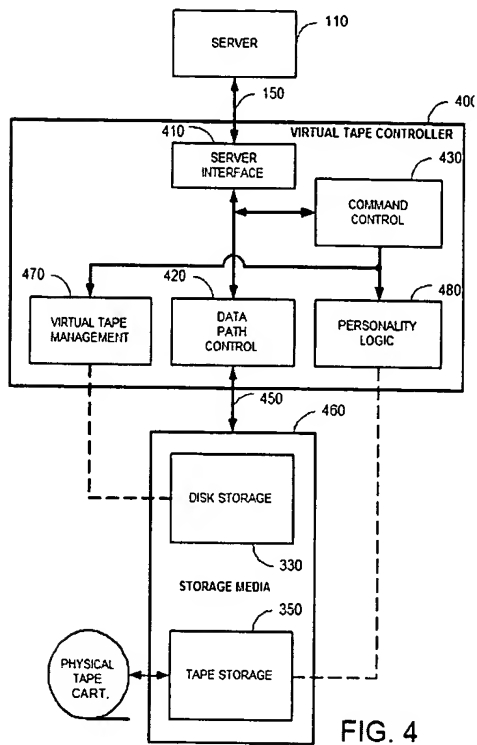 SERVER
110
150
400
VIRTUAL TAPE CONTROLLER
410
SERVER
INTERFACE
430
COMMAND
CONTROL
470
VIRTUAL TAPE
MANAGEMENT
420
DATA
PATH
CONTROL
480
PERSONALITY
LOGIC
450
460
DISK STORAGE
330
STORAGE MEDIA
350
TAPE STORAGE
PHYSICAL
TAPE
CART.
FIG. 4